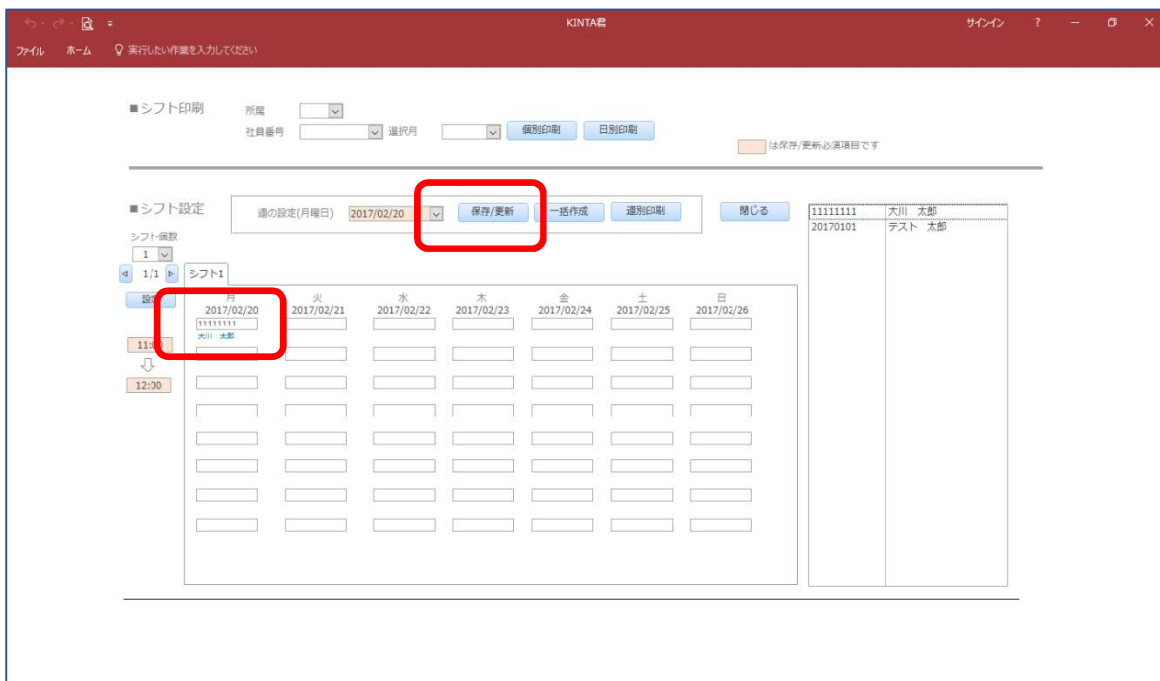 KINTA君
サインイン ?
ファイル ホーム 実行したい作業を入力してください
■シフト印刷 所属
社員番号 選択月 個別印刷 日別印刷
は保存/更新必須項目です
■シフト設定 週の設定(月曜日) 2017/02/20 保存/更新 一括作成 週別印刷 閉じる
11111111 大川 太郎
20170101 テスト 太郎
シフト個数
1
1/1 シフト1
月 火 水 木 金 土 日
2017/02/20 2017/02/21 2017/02/22 2017/02/23 2017/02/24 2017/02/25 2017/02/26
11111111
大川 太郎
12:00